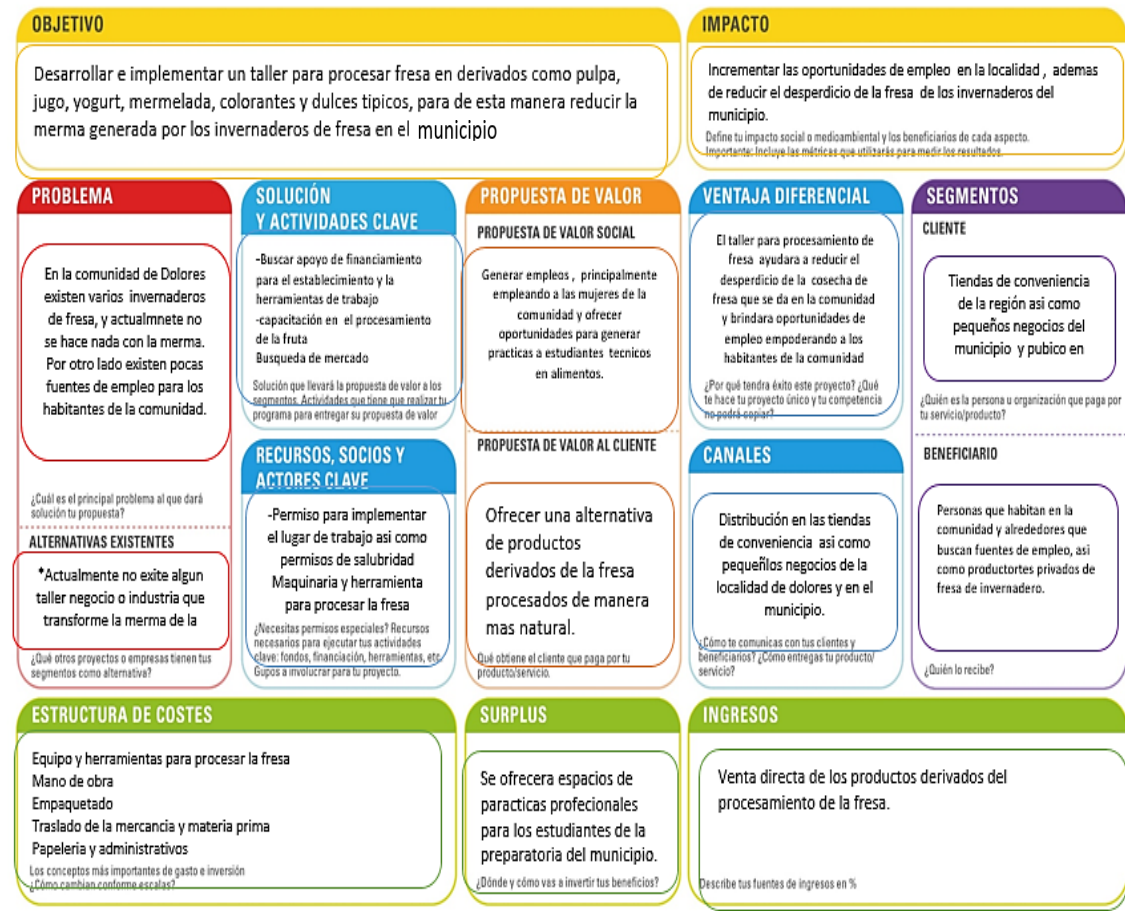 OBJETIVO
Desarrollar e implementar un taller para procesar fresa en derivados como pulpa,
jugo, yogurt, mermelada, colorantes y dulces tipicos, para de esta manera reducir la
merma generada por los invernaderos de fresa en el municipio
IMPACTO
Incrementar las oportunidades de empleo en la localidad , ademas
de reducir el desperdicio de la fresa de los invernaderos del
municipio.
Define tu impacto social o medioambiental y los beneficiarios de cada aspecto.
Importante: Incluye las métricas que utilizarás para medir los resultados.
PROBLEMA
En la comunidad de Dolores
existen varios invernaderos
de fresa, y actualmnete no
se hace nada con la merma.
Por otro lado existen pocas
fuentes de empleo para los
habitantes de la comunidad.
¿Cuál es el principal problema al que dará
solución tu propuesta?
ALTERNATIVAS EXISTENTES
*Actualmente no exite algun
taller negocio o industria que
transforme la merma de la
¿Qué otros proyectos o empresas tienen tus
segmentos como alternativa?
SOLUCIÓN
Y ACTIVIDADES CLAVE
-Buscar apoyo de financiamiento
para el establecimiento y la
herramientas de trabajo
-capacitación en el procesamiento
de la fruta
Busqueda de mercado
Solución que llevará la propuesta de valor a los
segmentos. Actividades que tiene que realizar tu
programa para entregar su propuesta de valor
RECURSOS, SOCIOS Y
ACTORES CLAVE
-Permiso para implementar
el lugar de trabajo asi como
permisos de salubridad
Maquinaria y herramienta
para procesar la fresa
¿Necesitas permisos especiales? Recursos
necesarios para ejecutar tus actividades
clave: fondos, financiación, herramientas, etc.
Gupos a involucrar para tu proyecto.
PROPUESTA DE VALOR
PROPUESTA DE VALOR SOCIAL
Generar empleos , principalmente
empleando a las mujeres de la
comunidad y ofrecer
oportunidades para generar
practicas a estudiantes tecnicos
en alimentos.
PROPUESTA DE VALOR AL CLIENTE
Ofrecer una alternativa
de productos
derivados de la fresa
procesados de manera
mas natural.
Qué obtiene el cliente que paga por tu
producto/servicio.
VENTAJA DIFERENCIAL
El taller para procesamiento de
fresa ayudara a reducir el
desperdicio de la cosecha de
fresa que se da en la comunidad
y brindara oportunidades de
empleo empoderando a los
habitantes de la comunidad
¿Por qué tendra éxito este proyecto? ¿Qué
te hace tu proyecto único y tu competencia
no podrá copiar?
CANALES
Distribución en las tiendas
de conveniencia asi como
pequeñlos negocios de la
localidad de dolores y en el
municipio.
¿Cómo te comunicas con tus clientes y
beneficiarios? ¿Cómo entregas tu producto/
servicio?
SEGMENTOS
CLIENTE
Tiendas de conveniencia
de la región asi como
pequeños negocios del
municipio y pubico en
¿Quién es la persona u organización que paga por
tu servicio/producto?
BENEFICIARIO
Personas que habitan en la
comunidad y alrededores que
buscan fuentes de empleo, asi
como productortes privados de
fresa de invernadero.
¿Quién lo recibe?
ESTRUCTURA DE COSTES
Equipo y herramientas para procesar la fresa
Mano de obra
Empaquetado
Traslado de la mercancia y materia prima
Papeleria y administrativos
Los conceptos más importantes de gasto e inversión
¿Cómo cambian conforme escalas?
SURPLUS
Se ofrecera espacios de
paracticas profecionales
para los estudiantes de la
preparatoria del municipio.
¿Dónde y cómo vas a invertir tus beneficios?
INGRESOS
Venta directa de los productos derivados del
procesamiento de la fresa.
Describe tus fuentes de ingresos en %